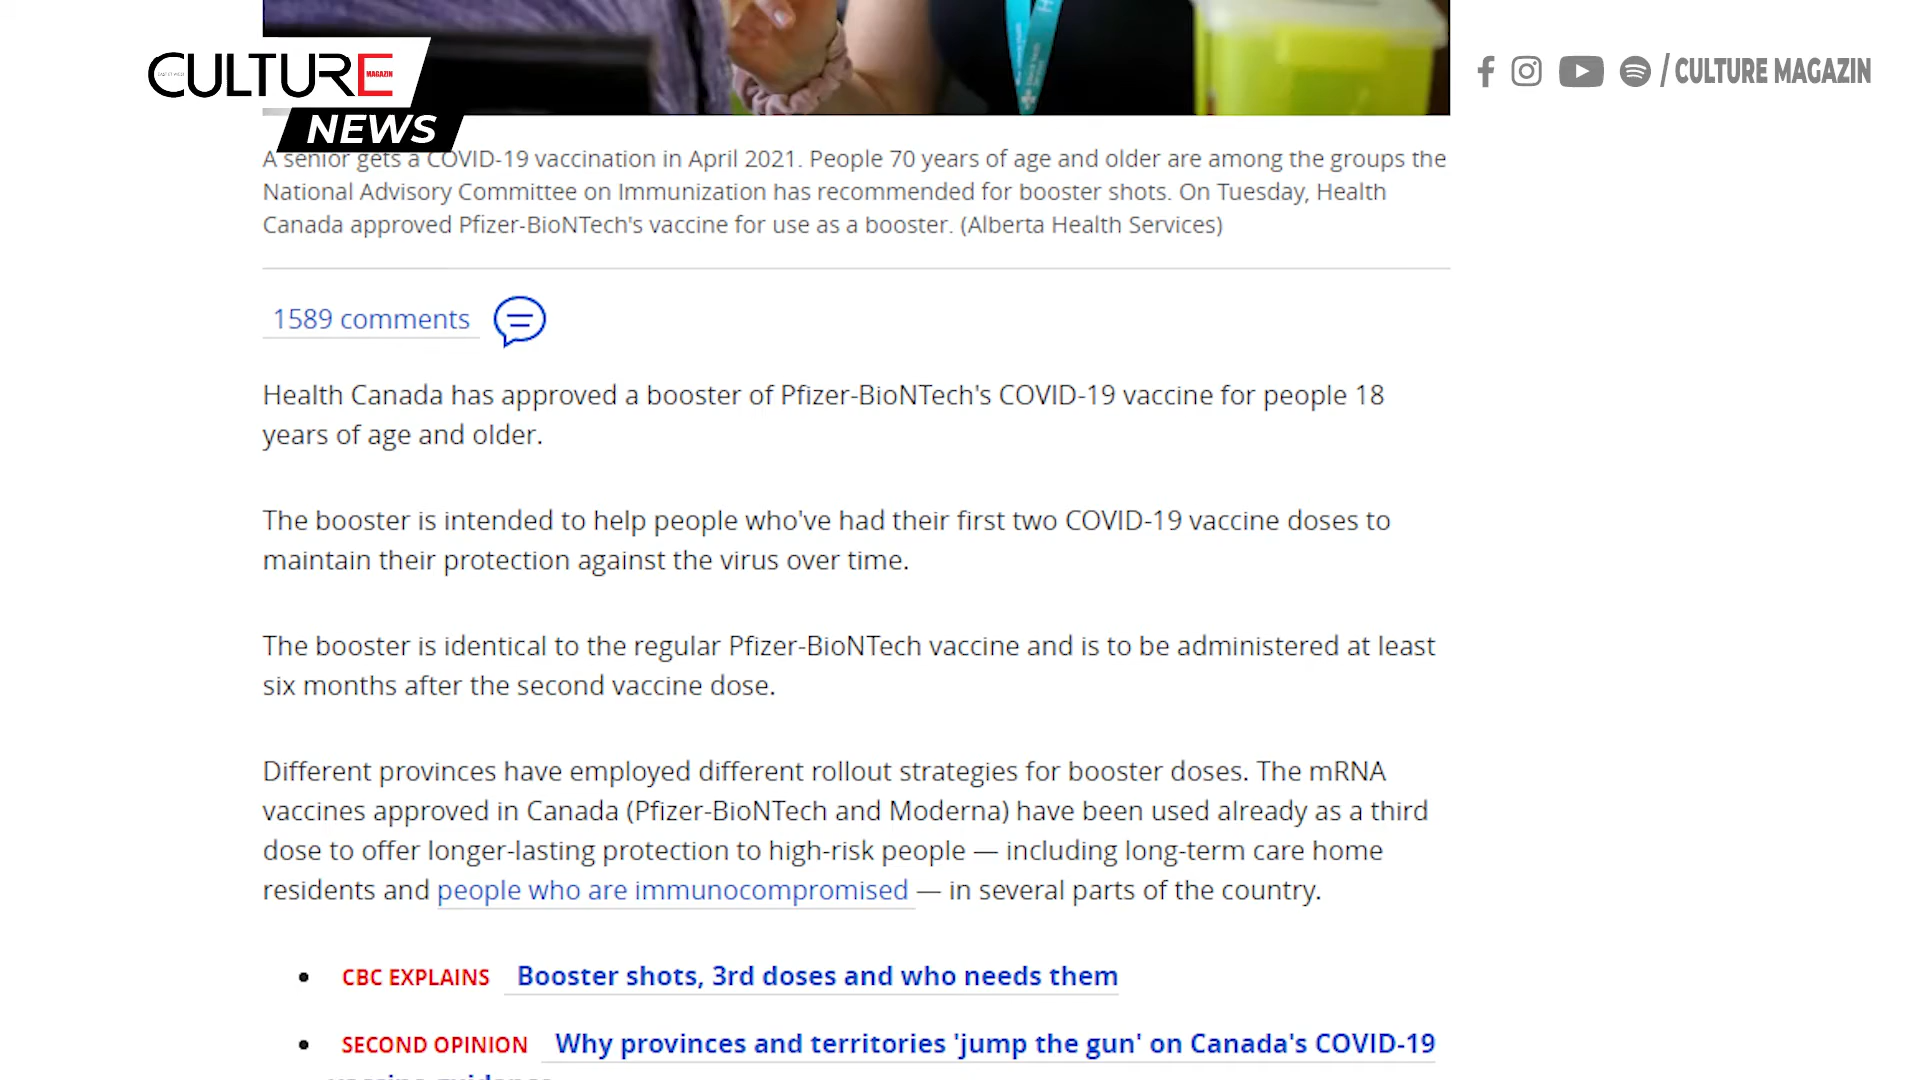 CULTURE
MAGAZIN
NEWS
/ CULTURE MAGAZIN
A senior gets a COVID-19 vaccination in April 2021. People 70 years of age and older are among the groups the
National Advisory Committee on Immunization has recommended for booster shots. On Tuesday, Health
Canada approved Pfizer-BioNTech's vaccine for use as a booster. (Alberta Health Services)
1589 comments
Health Canada has approved a booster of Pfizer-BioNTech's COVID-19 vaccine for people 18
years of age and older.
The booster is intended to help people who've had their first two COVID-19 vaccine doses to
maintain their protection against the virus over time.
The booster is identical to the regular Pfizer-BioNTech vaccine and is to be administered at least
six months after the second vaccine dose.
Different provinces have employed different rollout strategies for booster doses. The mRNA
vaccines approved in Canada (Pfizer-BioNTech and Moderna) have been used already as a third
dose to offer longer-lasting protection to high-risk people — including long-term care home
residents and people who are immunocompromised — in several parts of the country.
• CBC EXPLAINS Booster shots, 3rd doses and who needs them
• SECOND OPINION Why provinces and territories 'jump the gun' on Canada's COVID-19